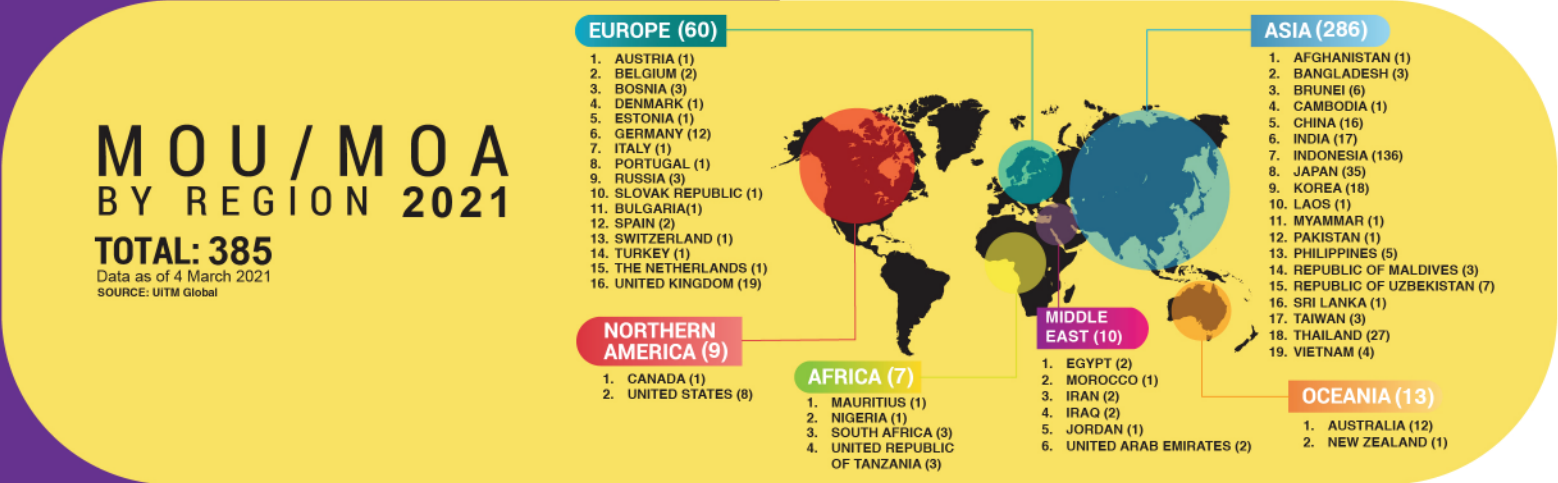 MOU/MOA
BY REGION 2021
TOTAL: 385
Data as of 4 March 2021
SOURCE: UiTM Global
EUROPE (60)
1. AUSTRIA (1)
2. BELGIUM (2)
3. BOSNIA (3)
4. DENMARK (1)
5. ESTONIA (1)
6. GERMANY (12)
7. ITALY (1)
8. PORTUGAL (1)
9. RUSSIA (3)
10. SLOVAK REPUBLIC (1)
11. BULGARIA(1)
12. SPAIN (2)
13. SWITZERLAND (1)
14. TURKEY (1)
15. THE NETHERLANDS (1)
16. UNITED KINGDOM (19)
NORTHERN
AMERICA (9)
1. CANADA (1)
2. UNITED STATES (8)
AFRICA (7)
1. MAURITIUS (1)
2. NIGERIA (1)
3. SOUTH AFRICA (3)
4. UNITED REPUBLIC
OF TANZANIA (3)
MIDDLE
EAST (10)
1. EGYPT (2)
2. MOROCCO (1)
3. IRAN (2)
4. IRAQ (2)
5. JORDAN (1)
6. UNITED ARAB EMIRATES (2)
ASIA (286)
1. AFGHANISTAN (1)
2. BANGLADESH (3)
3. BRUNEI (6)
4. CAMBODIA (1)
5. CHINA (16)
6. INDIA (17)
7. INDONESIA (136)
8. JAPAN (35)
9. KOREA (18)
10. LAOS (1)
11. MYAMMAR (1)
12. PAKISTAN (1)
13. PHILIPPINES (5)
14. REPUBLIC OF MALDIVES (3)
15. REPUBLIC OF UZBEKISTAN (7)
16. SRI LANKA (1)
17. TAIWAN (3)
18. THAILAND (27)
19. VIETNAM (4)
OCEANIA (13)
1. AUSTRALIA (12)
2. NEW ZEALAND (1)